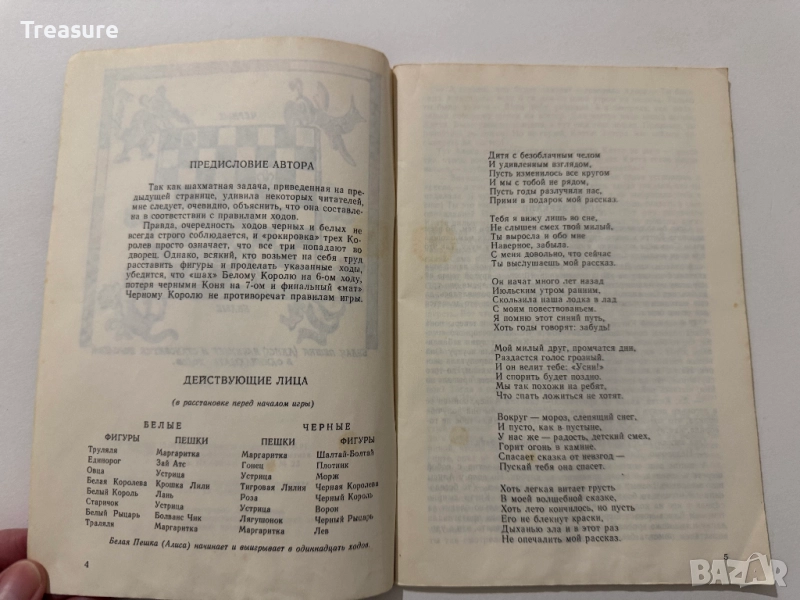 Treasure
ПРЕДИСЛОВИЕ АВТОРА
Так как шахматная задача, приведенная на пре-
дыдущей странице, удивила некоторых читателей,
мне следует, очевидно, объяснить, что она составле-
на в соответствии с правилами ходов.
Правда, очередность ходов черных и белых не
всегда строго соблюдается, и «рокировка» трех Ко-
ролев просто означает, что все три попадают во
дворец. Однако, всякий, кто возьмет на себя труд
расставить фигуры и проделать указанные ходы,
убедится, что «шах» Белому Королю на 6-ом ходу,
потеря черными Коня на 7-ом и финальный «мат»
Черному Королю не противоречат правилам игры.
ДЕЙСТВУЮЩИЕ ЛИЦА
(в расстановке перед началом игры)
БЕЛЫЕ ЧЕРНЫЕ
ФИГУРЫ ПЕШКИ ПЕШКИ ФИГУРЫ
Труляля Маргаритка Маргаритка Шалтай-Болтай
Единорог Зай Атс Гонец Плотник
Овца Устрица Устрица Морж
Белая Королева Крошка Лили Тигровая Лилия Черная Королева
Белый Король Лань Роза Черный Король
Старичок Устрица Устрица Ворон
Белый Рыцарь Болванс Чик Лягушонок Черный Рыцарь
Траляля Маргаритка Маргаритка Лев
Белая Пешка (Алиса) начинает и выигрывает в одиннадцать ходов.
4
Дитя с безоблачным челом
И удивленным взглядом,
Пусть изменилось все кругом
И мы с тобой не рядом,
Пусть годы разлучили нас,
Прими в подарок мой рассказ.
Тебя я вижу лишь во сне,
Не слышен смех твой милый,
Ты выросла и обо мне
Наверное, забыла.
С меня довольно, что сейчас
Ты выслушаешь мой рассказ.
Он начат много лет назад
Июльским утром ранним,
Скользила наша лодка в лад
С моим повествованьем.
Я помню этот синий путь,
Хоть годы говорят: забудь!
Мой милый друг, промчатся дни,
Раздастся голос грозный.
И он велит тебе: «Усни!»
И спорить будет поздно.
Мы так похожи на ребят,
Что спать ложиться не хотят.
Вокруг — мороз, слепящий снег,
И пусто, как в пустыне,
У нас же — радость, детский смех,
Горит огонь в камине.
Спасает сказка от невзгод —
Пускай тебя она спасет.
Хоть легкая витает грусть
В моей волшебной сказке,
Хоть лето кончилось, но пусть
Его не блекнут краски,
Дыханью зла и в этот раз
Не опечалить мой рассказ.
5
BAZAR